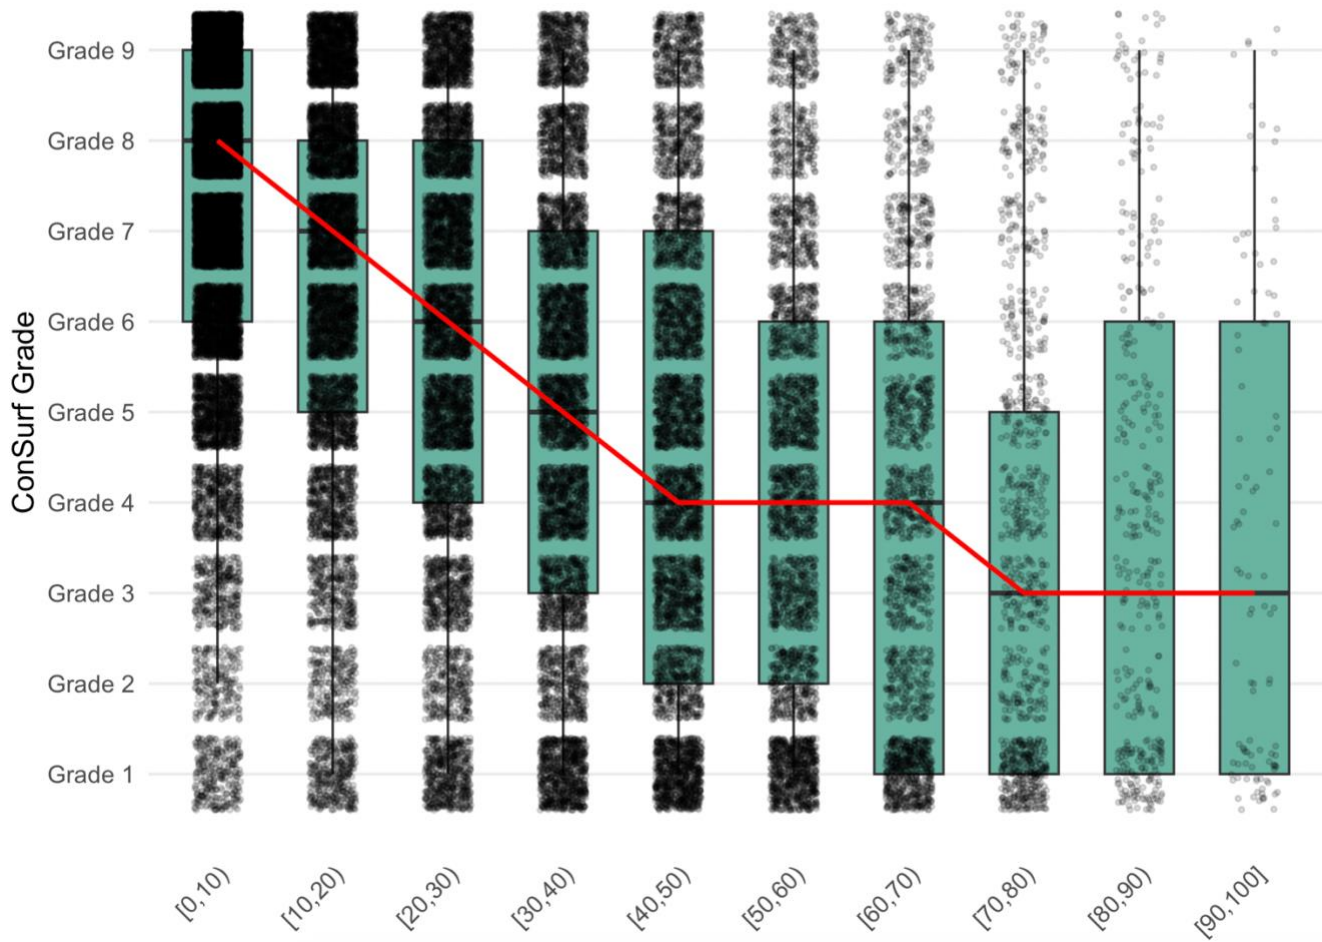 ConSurf Grade
Grade 9
Grade 8
Grade 7
Grade 6
Grade 5
Grade 4
Grade 3
Grade 2
Grade 1
[0,10)
[10,20)
[20,30)
[30,40)
[40,50)
[50,60)
[60,70)
[70,80)
[80,90)
[90,100]